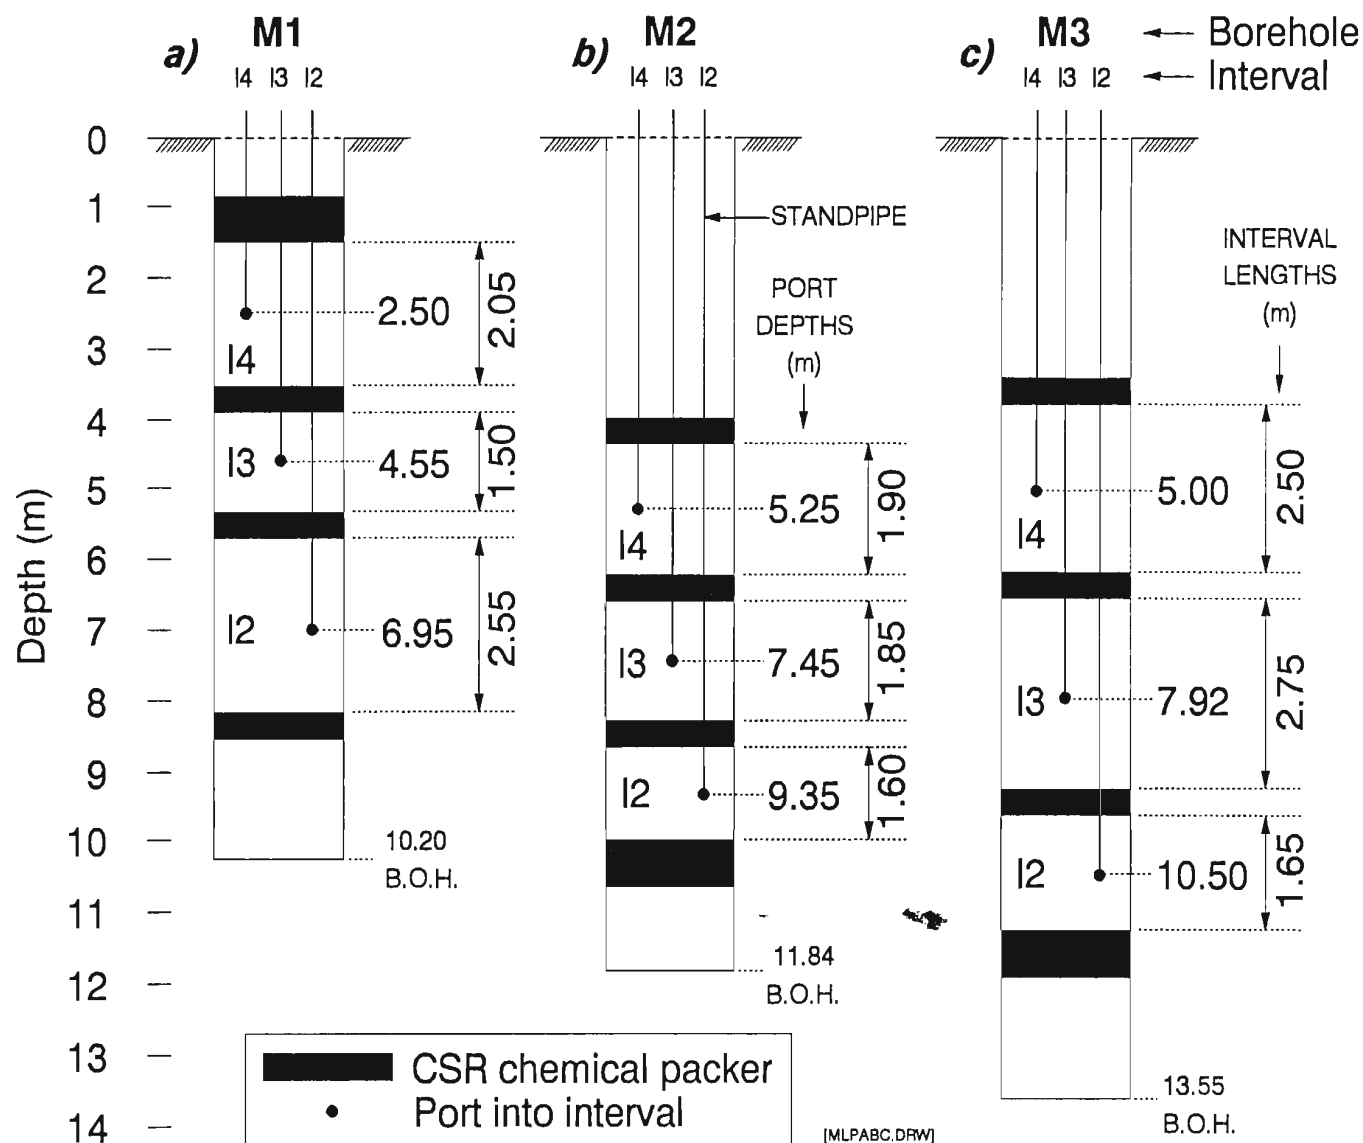 a) M1
I4 I3 I2
b) M2
I4 I3 I2
c) M3
I4 I3 I2
Borehole
Interval
Depth (m)
0
1
2
3
4
5
6
7
8
9
10
11
12
13
14
I4
I3
I2
2.50
4.55
6.95
2.05
1.50
2.55
10.20
B.O.H.
STANDPIPE
PORT
DEPTHS
(m)
I4
I3
I2
5.25
7.45
9.35
1.90
1.85
1.60
11.84
B.O.H.
INTERVAL
LENGTHS
(m)
I4
I3
I2
5.00
7.92
10.50
2.50
2.75
1.65
13.55
B.O.H.
CSR chemical packer
Port into interval
[MLPABC.DRW]